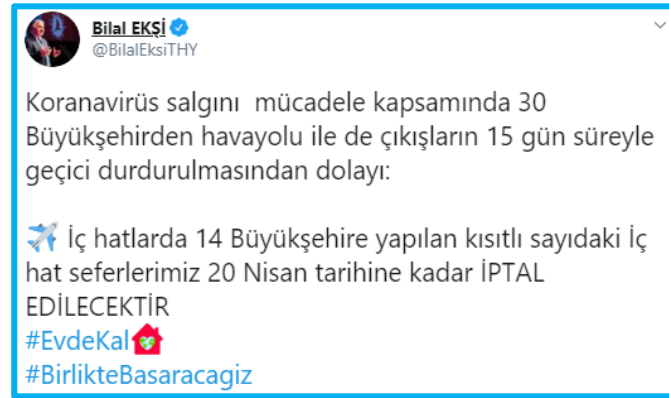 Bilal EKŞİ
@BilalEksiTHY
Koranavirüs salgını mücadele kapsamında 30
Büyükşehirden havayolu ile de çıkışların 15 gün süreyle
geçici durdurulmasından dolayı:
İç hatlarda 14 Büyükşehire yapılan kısıtlı sayıdaki İç
hat seferlerimiz 20 Nisan tarihine kadar İPTAL
EDİLECEKTİR
#EvdeKal
#BirlikteBasaracagiz